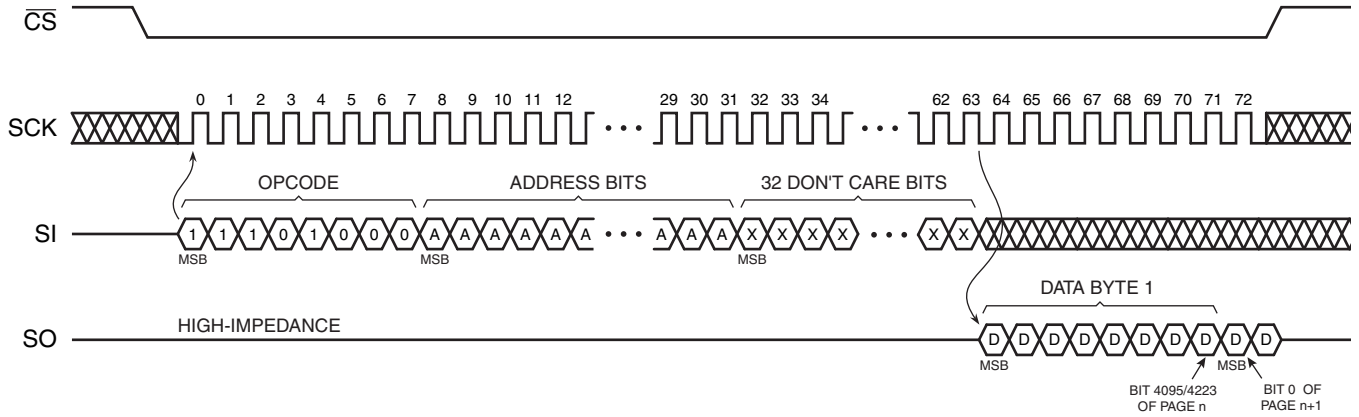 CS
0 1 2 3 4 5 6 7 8 9 10 11 12 29 30 31 32 33 34 62 63 64 65 66 67 68 69 70 71 72
SCK
OPCODE ADDRESS BITS 32 DON'T CARE BITS
SI 1 1 1 0 1 0 0 0 A A A A A A A A A X X X X X X
MSB MSB MSB
DATA BYTE 1
HIGH-IMPEDANCE
SO D D D D D D D D D D
MSB MSB
BIT 4095/4223 BIT 0 OF
OF PAGE n PAGE n+1